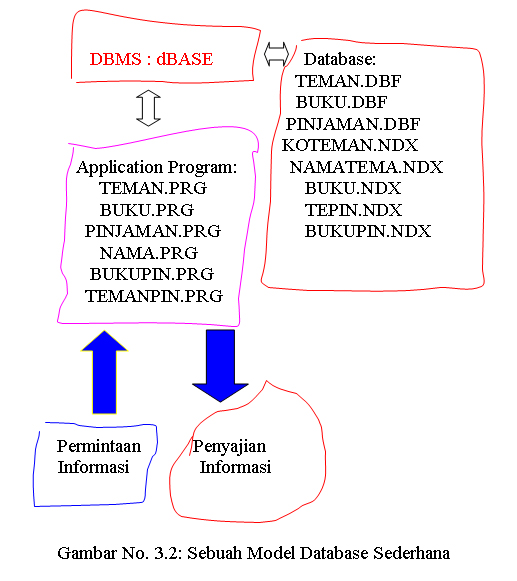 DBMS : dBASE
Database:
TEMAN.DBF
BUKU.DBF
PINJAMAN.DBF
KOTEMAN.NDX
NAMATEMA.NDX
BUKU.NDX
TEPIN.NDX
BUKUPIN.NDX
Application Program:
TEMAN.PRG
BUKU.PRG
PINJAMAN.PRG
NAMA.PRG
BUKUPIN.PRG
TEMANPIN.PRG
Permintaan
Informasi
Penyajian
Informasi
Gambar No. 3.2: Sebuah Model Database Sederhana